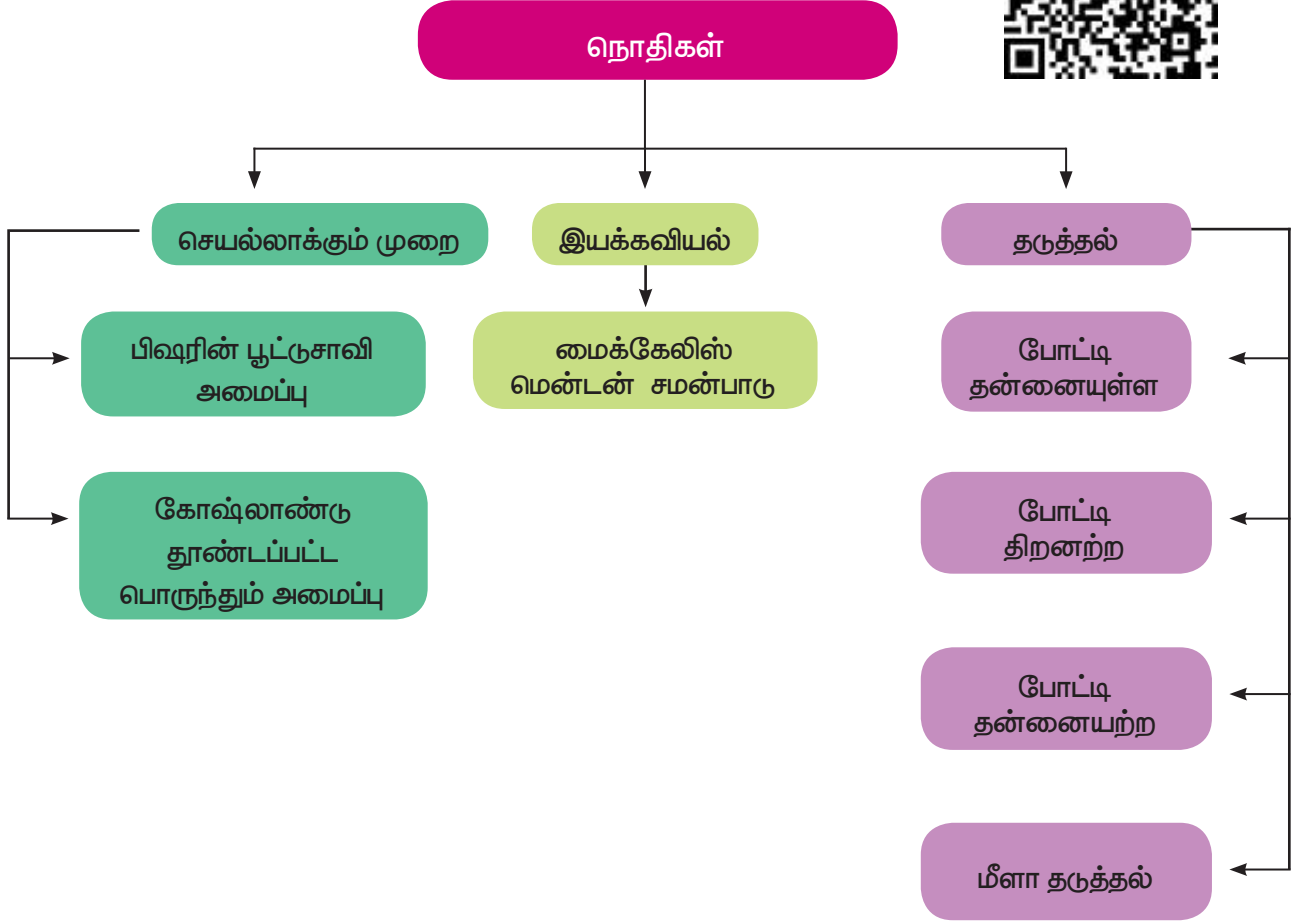 நொதிகள்
செயல்லாக்கும் முறை
இயக்கவியல்
தடுத்தல்
பிஷரின் பூட்டுசாவி
அமைப்பு
மைக்கேலிஸ்
மென்டன் சமன்பாடு
போட்டி
தன்னையுள்ள
கோஷ்லாண்டு
தூண்டப்பட்ட
பொருந்தும் அமைப்பு
போட்டி
திறனற்ற
போட்டி
தன்னையற்ற
மீளா தடுத்தல்